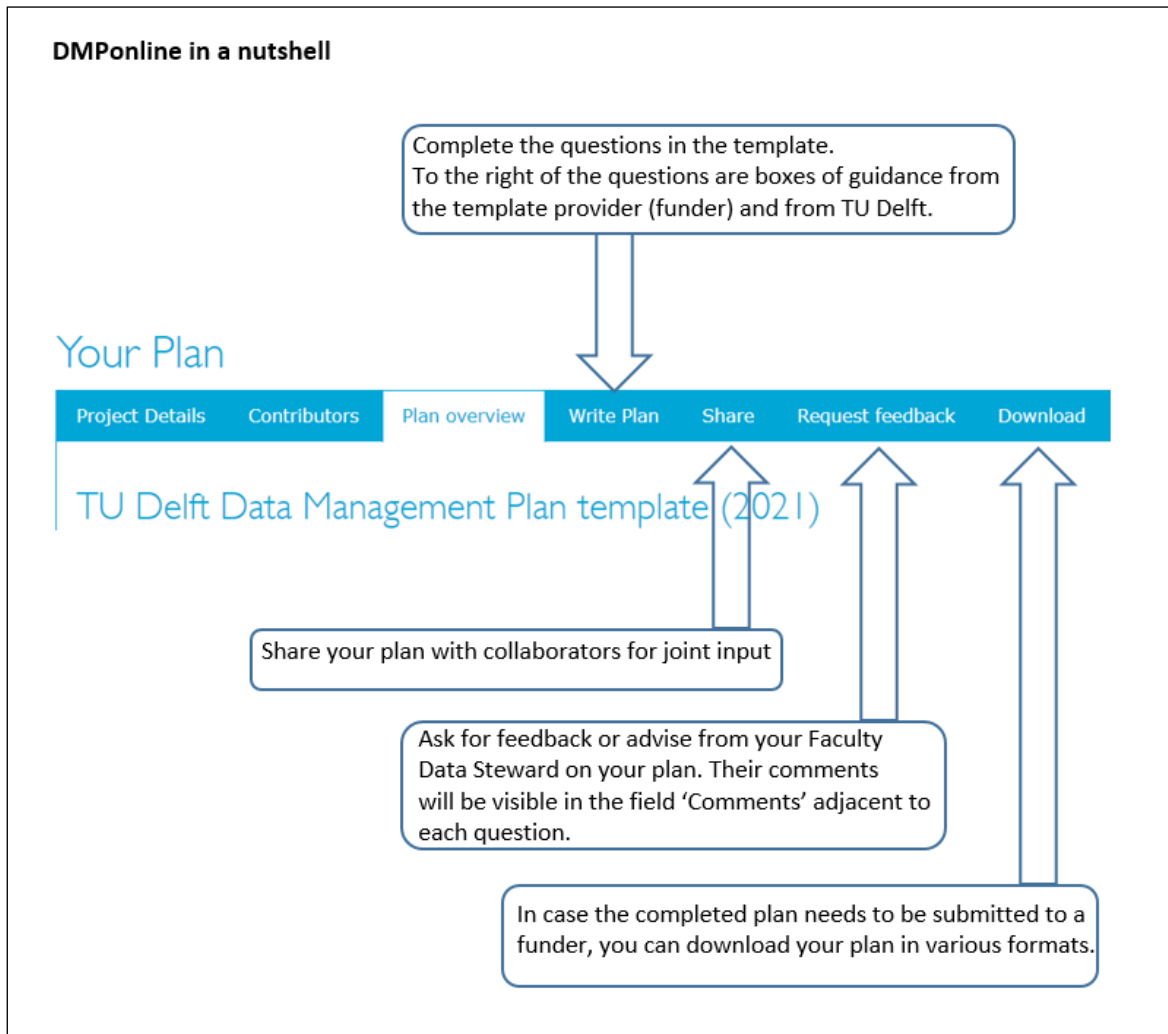 DMPonline in a nutshell
Complete the questions in the template.
To the right of the questions are boxes of guidance from
the template provider (funder) and from TU Delft.
Your Plan
Project Details Contributors Plan overview Write Plan Share Request feedback Download
TU Delft Data Management Plan template (2021)
Share your plan with collaborators for joint input
Ask for feedback or advise from your Faculty
Data Steward on your plan. Their comments
will be visible in the field ‘Comments’ adjacent to
each question.
In case the completed plan needs to be submitted to a
funder, you can download your plan in various formats.